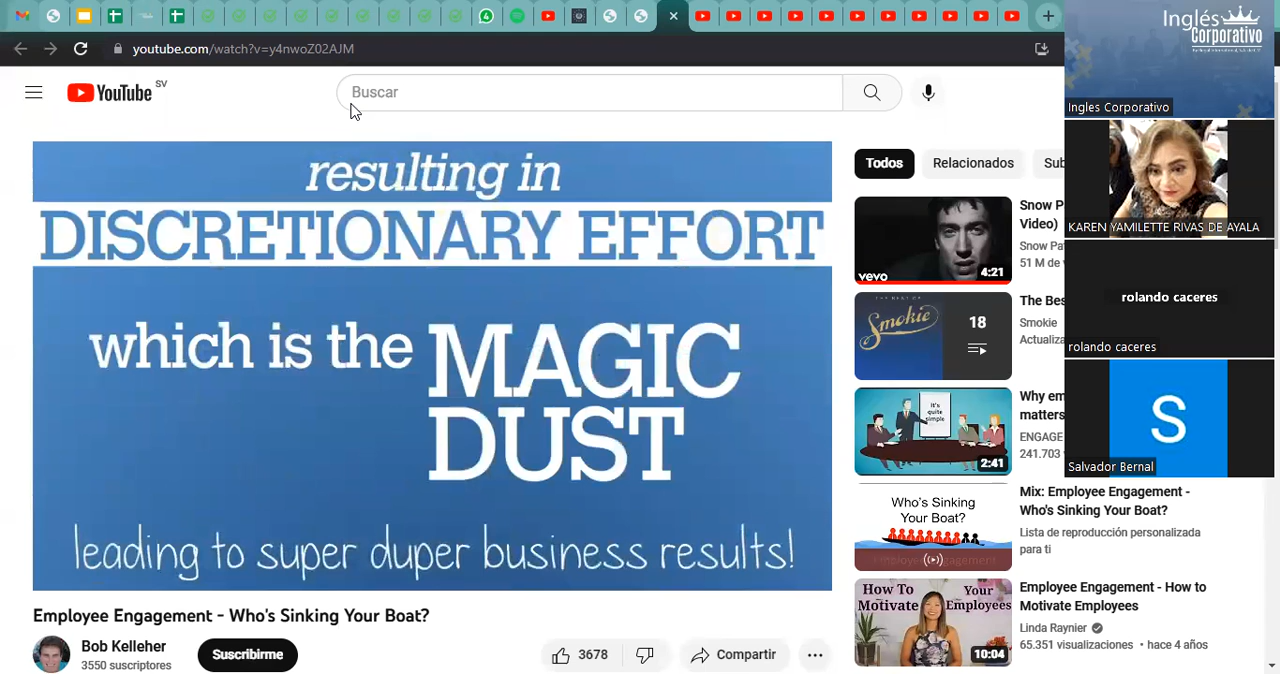 4
youtube.com/watch?v=y4nwoZ02AJM
YouTube SV
Buscar
resulting in
DISCRETIONARY EFFORT
which is the MAGIC
DUST
leading to super duper business results!
Employee Engagement - Who's Sinking Your Boat?
Bob Kelleher
3550 suscriptores
Suscribirme
3678
Compartir
Todos
Relacionados
Sub
vevo
4:21
Snow P
Video)
Snow Pa
51 M de
Smokie
18
The Bes
Smokie
Actualiza
It's
quite
simple
2:41
Why em
matters
ENGAGE
241.703
Who's Sinking
Your Boat?
Mix: Employee Engagement -
Who's Sinking Your Boat?
Lista de reproducción personalizada
para ti
How To
Motivate
Your
Employees
10:04
Employee Engagement - How to
Motivate Employees
Linda Raynier
65.351 visualizaciones • hace 4 años
Inglés
Corporativo
Ingles Corporativo
KAREN YAMILETTE RIVAS DE AYALA
rolando caceres
rolando caceres
S
Salvador Bernal